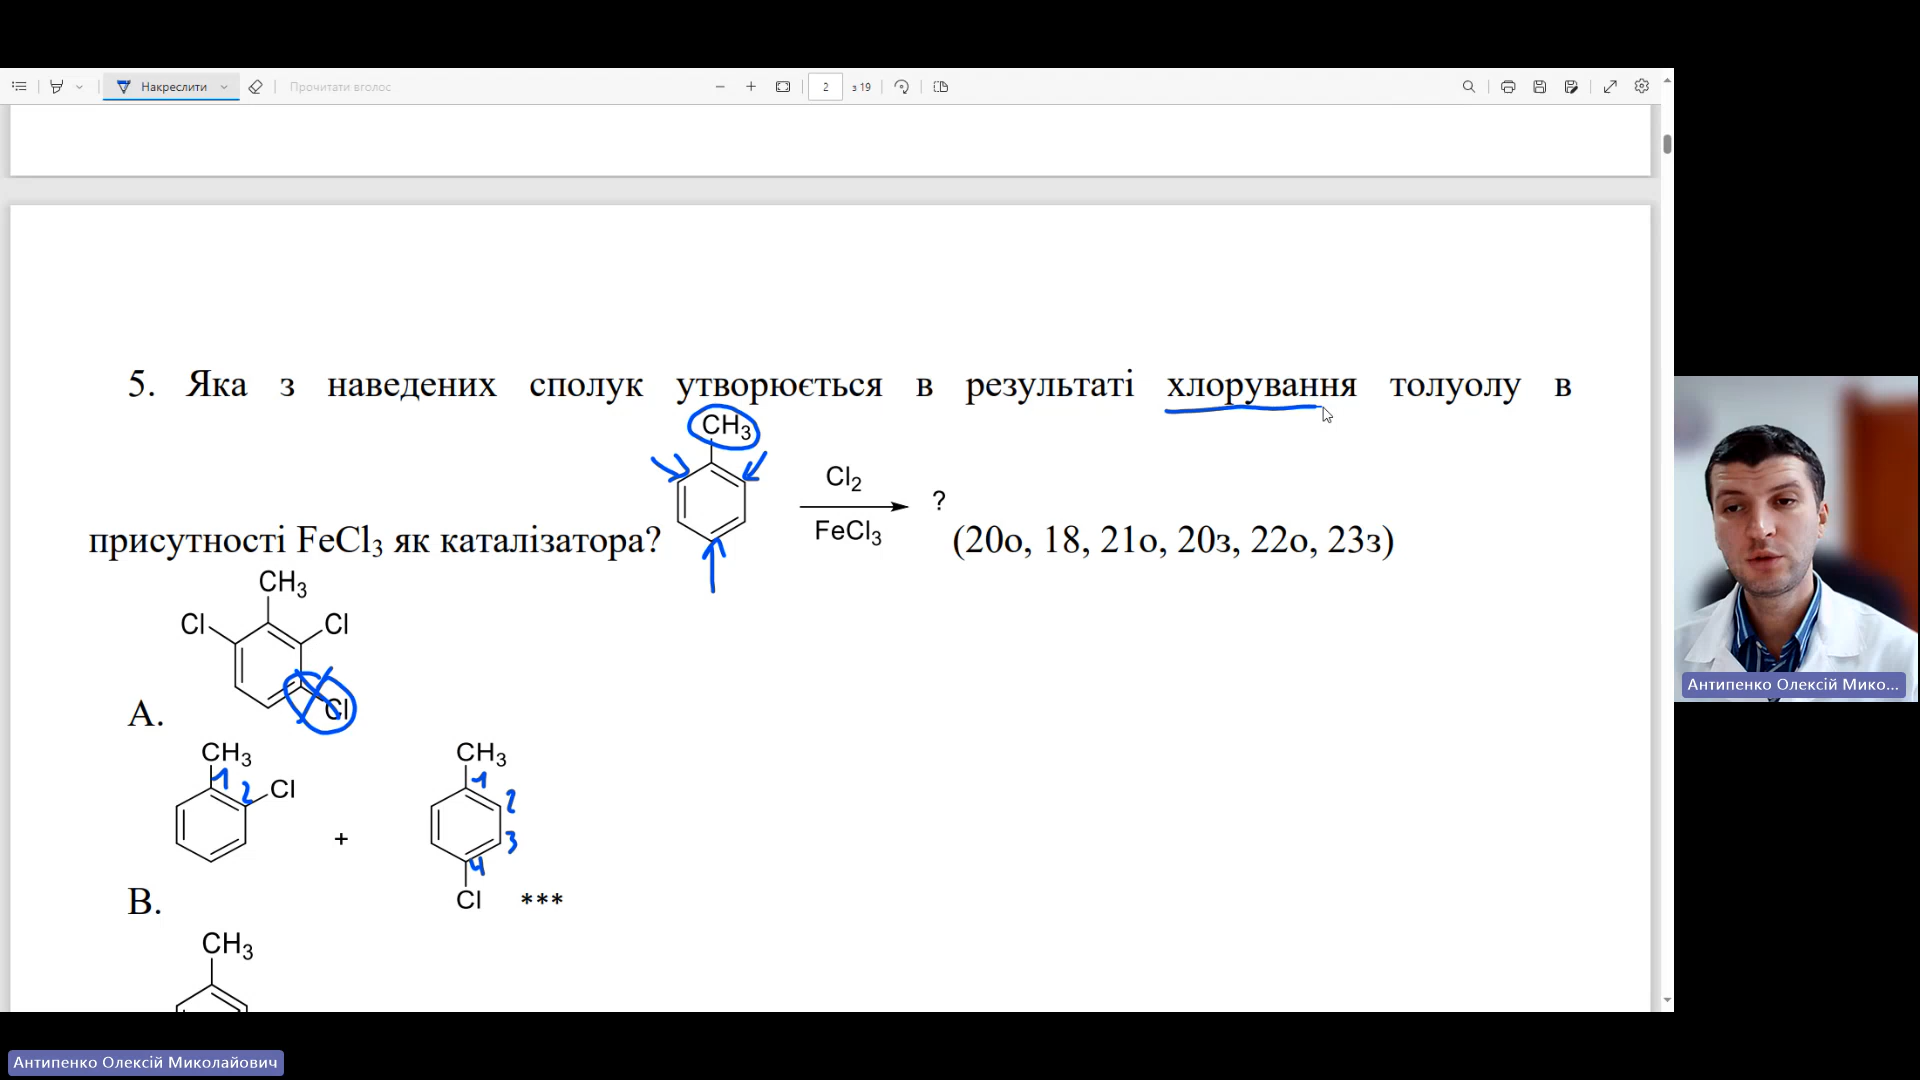 Накреслити
Прочитати вголос
2 з 19
5. Яка з наведених сполук утворюється в результаті хлорування толуолу в
CH3
Cl2
FeCl3
?
присутності FeCl3 як каталізатора?
(20о, 18, 21о, 20з, 22о, 23з)
CH3
Cl
Cl
Cl
A.
CH3
1
2
Cl
+
CH3
1
2
3
4
Cl
***
B.
CH3
Антипенко Олексій Мико...
Антипенко Олексій Миколайович